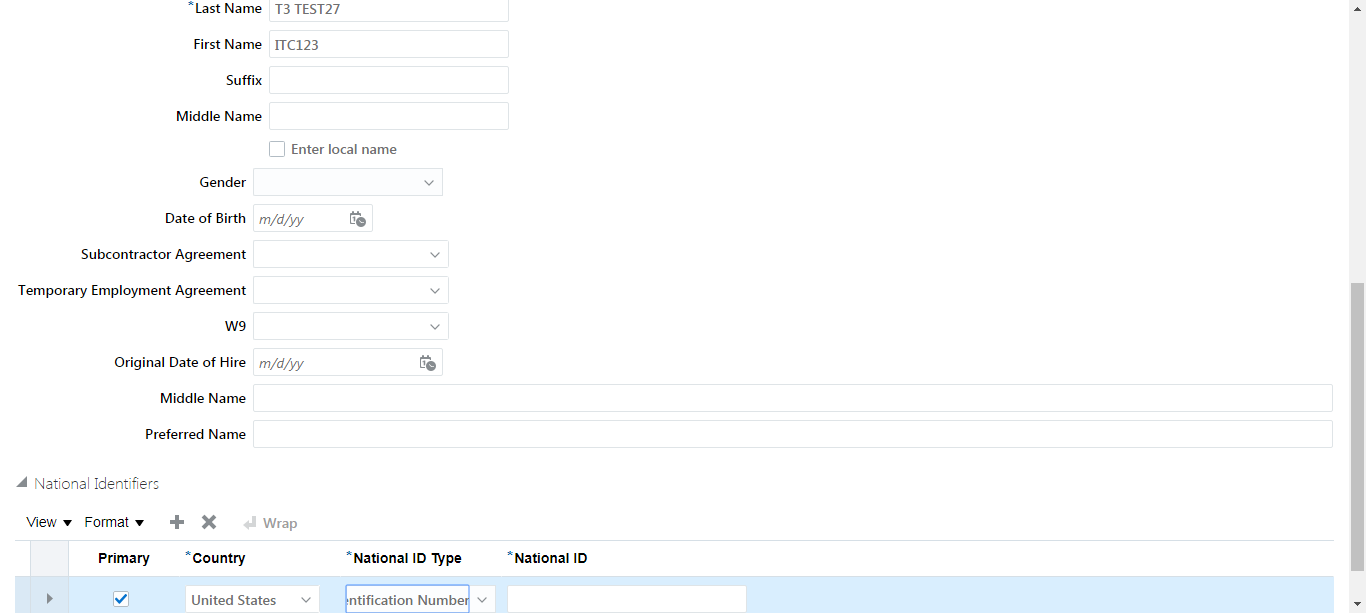 *Last Name T3 TEST27
First Name ITC123
Suffix
Middle Name
Enter local name
Gender
Date of Birth m/d/yy
Subcontractor Agreement
Temporary Employment Agreement
W9
Original Date of Hire m/d/yy
Middle Name
Preferred Name
National Identifiers
View Format Wrap
Primary *Country *National ID Type *National ID
United States entification Number